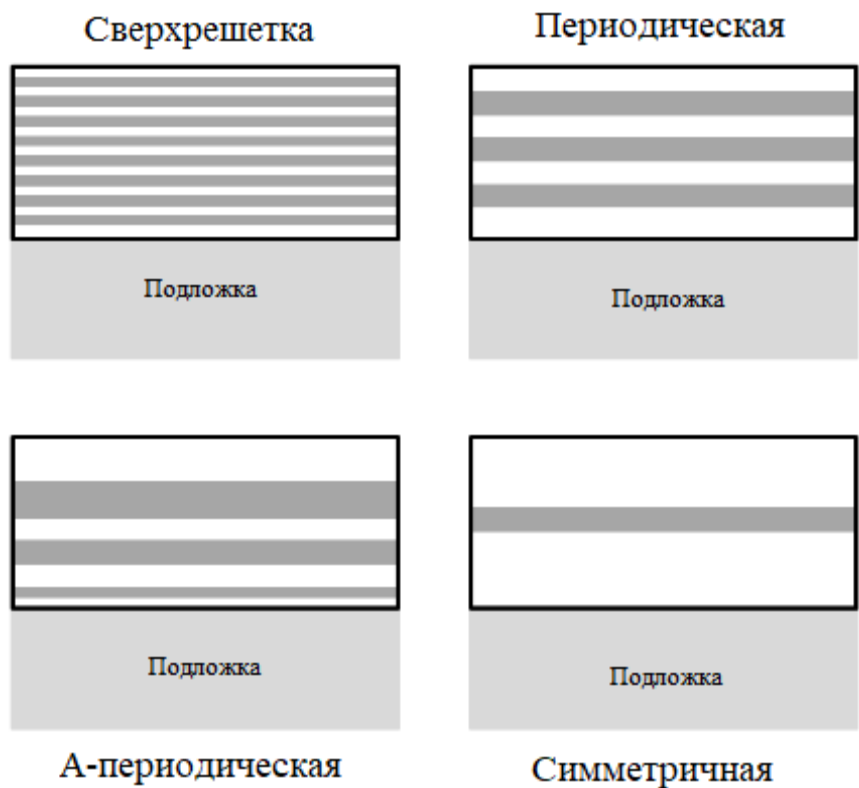 Сверхрешетка
Периодическая
Подложка
Подложка
Подложка
Подложка
А-периодическая
Симметричная